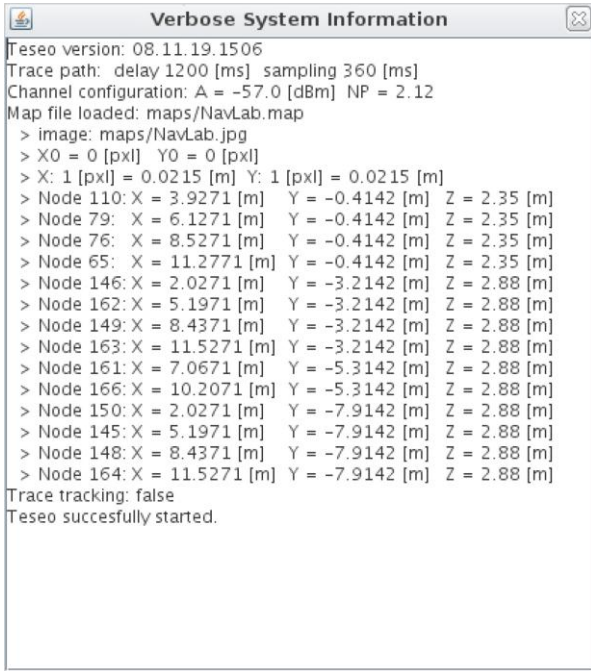 Verbose System Information
Teseo version: 08.11.19.1506
Trace path:  delay 1200 [ms]  sampling 360 [ms]
Channel configuration: A = -57.0 [dBm]  NP = 2.12
Map file loaded: maps/NavLab.map
> image: maps/NavLab.jpg
> X0 = 0 [pxl]   Y0 = 0 [pxl]
> X: 1 [pxl] = 0.0215 [m]  Y: 1 [pxl] = 0.0215 [m]
> Node 110: X = 3.9271 [m]   Y = -0.4142 [m]   Z = 2.35 [m]
> Node 79:  X = 6.1271 [m]   Y = -0.4142 [m]   Z = 2.35 [m]
> Node 76:  X = 8.5271 [m]   Y = -0.4142 [m]   Z = 2.35 [m]
> Node 65:  X = 11.2771 [m]  Y = -0.4142 [m]   Z = 2.35 [m]
> Node 146: X = 2.0271 [m]   Y = -3.2142 [m]   Z = 2.88 [m]
> Node 162: X = 5.1971 [m]   Y = -3.2142 [m]   Z = 2.88 [m]
> Node 149: X = 8.4371 [m]   Y = -3.2142 [m]   Z = 2.88 [m]
> Node 163: X = 11.5271 [m]  Y = -3.2142 [m]   Z = 2.88 [m]
> Node 161: X = 7.0671 [m]   Y = -5.3142 [m]   Z = 2.88 [m]
> Node 166: X = 10.2071 [m]  Y = -5.3142 [m]   Z = 2.88 [m]
> Node 150: X = 2.0271 [m]   Y = -7.9142 [m]   Z = 2.88 [m]
> Node 145: X = 5.1971 [m]   Y = -7.9142 [m]   Z = 2.88 [m]
> Node 148: X = 8.4371 [m]   Y = -7.9142 [m]   Z = 2.88 [m]
> Node 164: X = 11.5271 [m]  Y = -7.9142 [m]   Z = 2.88 [m]
Trace tracking: false
Teseo succesfully started.